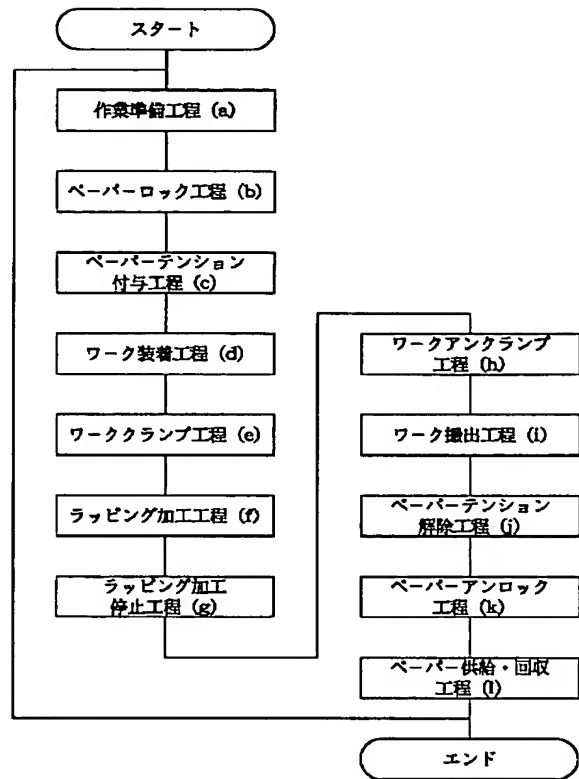 スタート
作業準備工程 (a)
ペーパーロック工程 (b)
ペーパーテンション
付与工程 (c)
ワーク装着工程 (d)
ワーククランプ工程 (e)
ラッピング加工工程 (f)
ラッピング加工
停止工程 (g)
ワークアンクランプ
工程 (h)
ワーク搬出工程 (i)
ペーパーテンション
解除工程 (j)
ペーパーアンロック
工程 (k)
ペーパー供給・回収
工程 (l)
エンド